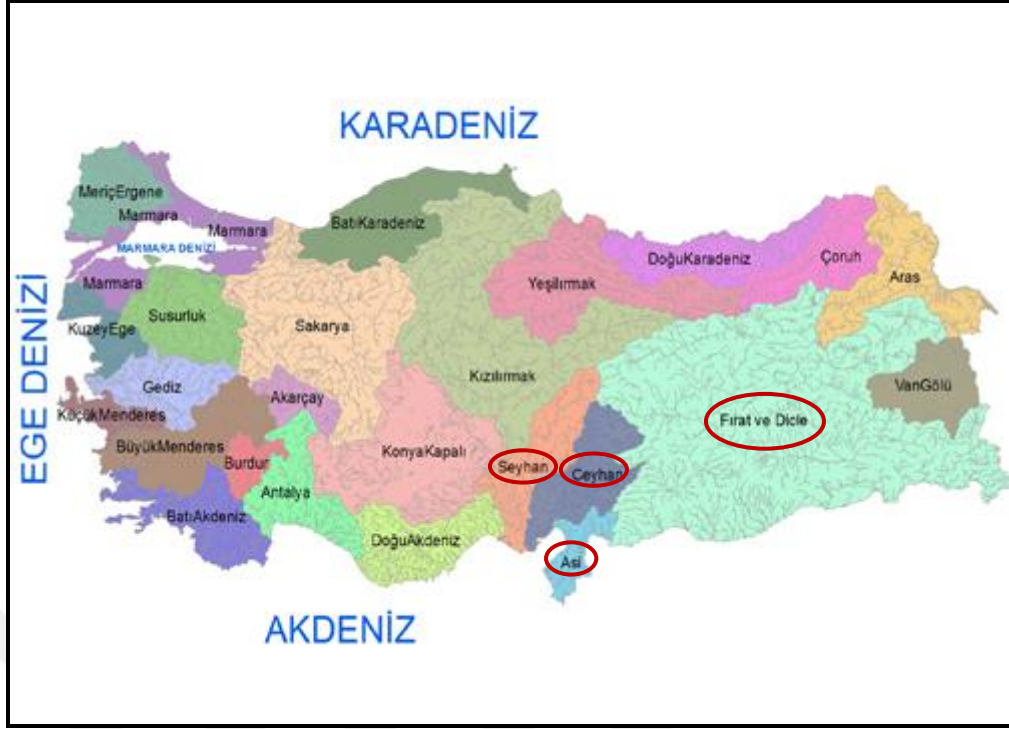 KARADENİZ
MeriçErgene
Marmara
BatıKaradeniz
Marmara
MARMARA DENİZİ
DoğuKaradeniz
Çoruh
Aras
Marmara
Yeşilırmak
Susurluk
KuzeyEge
Sakarya
EGE DENİZİ
Kızılırmak
Gediz
VanGölü
Akarçay
KüçükMenderes
Fırat ve Dicle
BüyükMenderes
KonyaKapalı
Burdur
Seyhan
Ceyhan
Antalya
BatıAkdeniz
DoğuAkdeniz
Asi
AKDENİZ